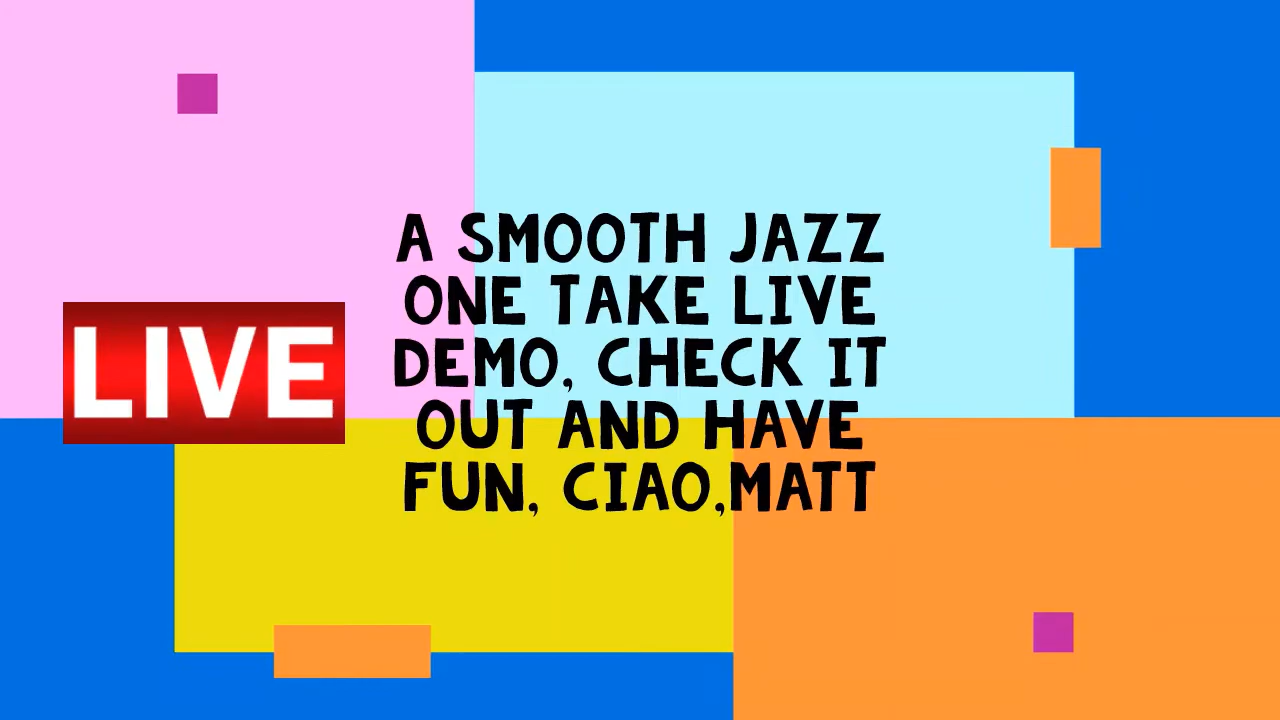 A SMOOTH JAZZ
ONE TAKE LIVE
DEMO, CHECK IT
OUT AND HAVE
FUN, CIAO,MATT
LIVE